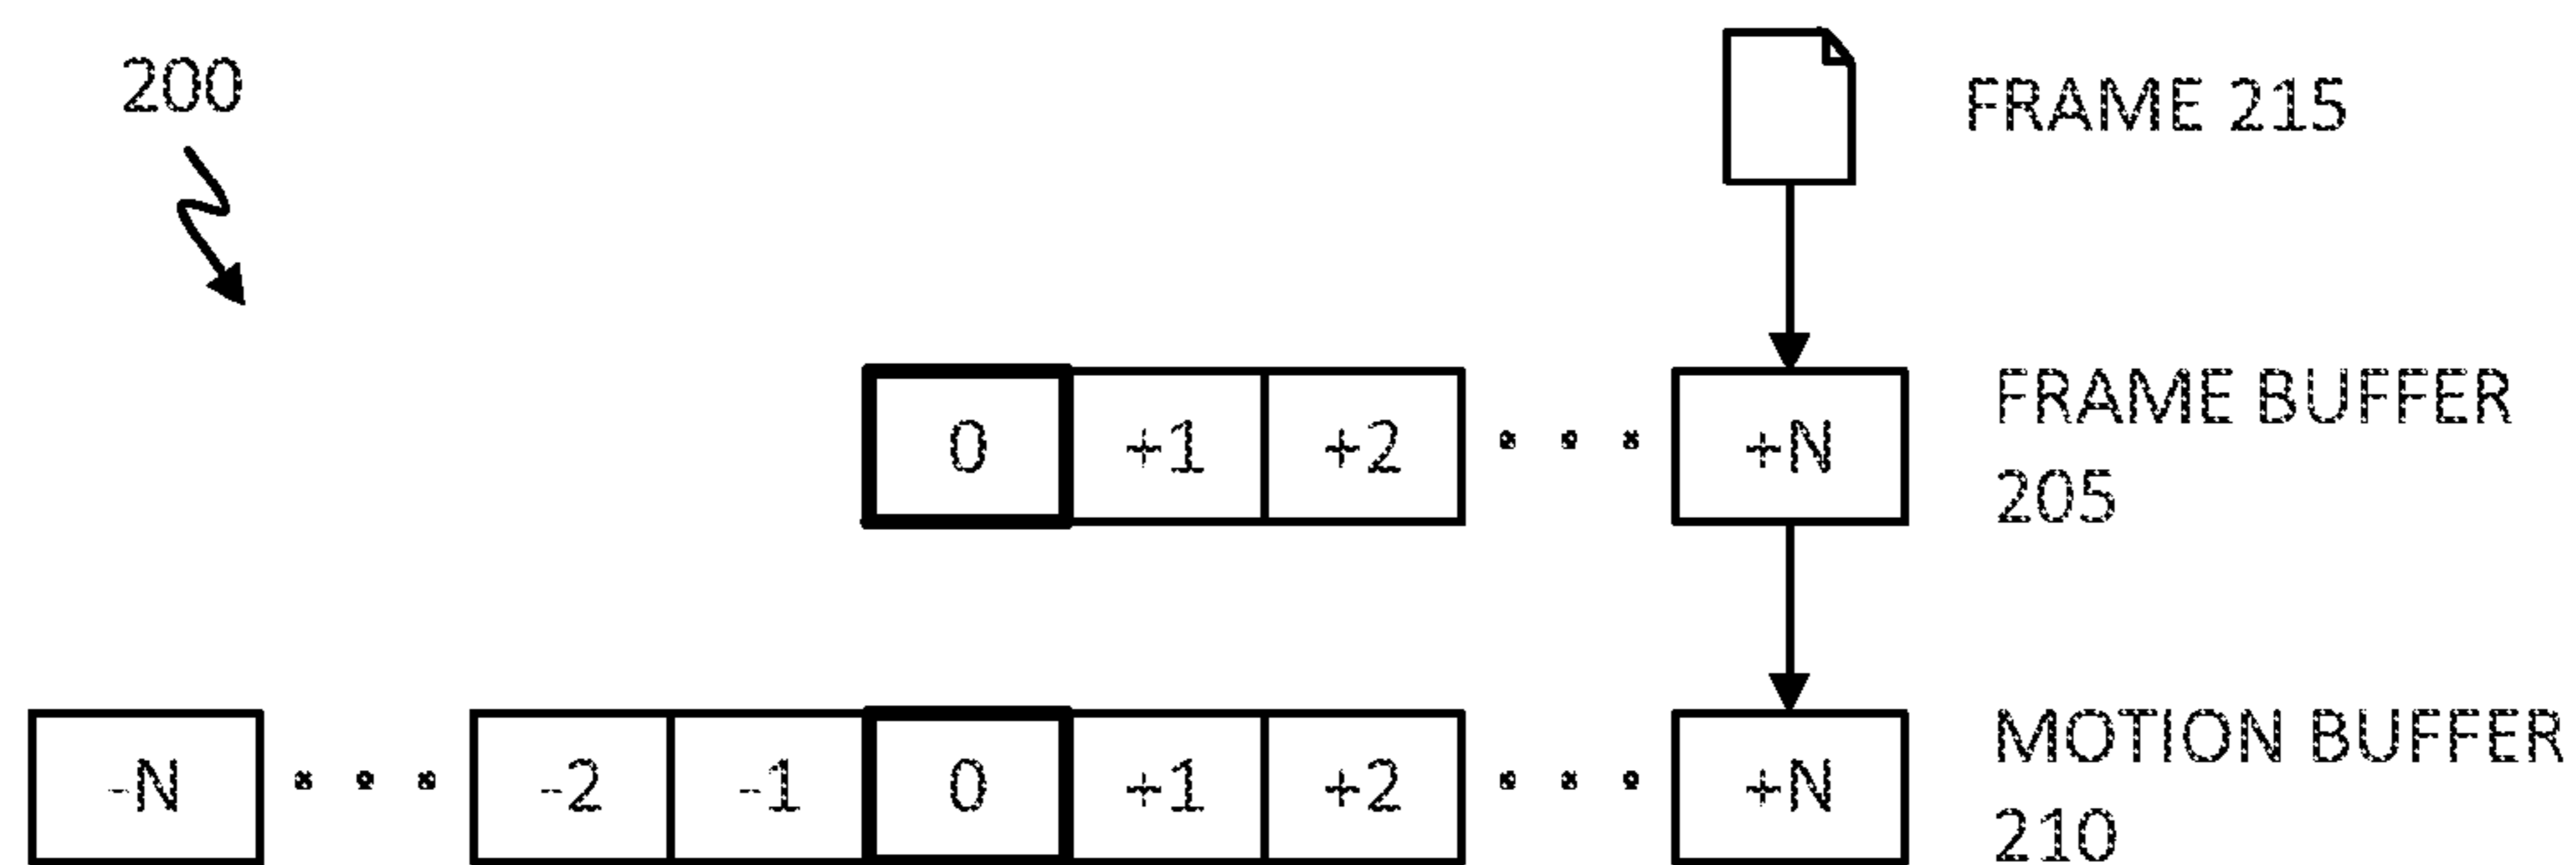 200
FRAME 215
0 +1 +2 • • • +N
FRAME BUFFER
205
-N • • • -2 -1 0 +1 +2 • • • +N
MOTION BUFFER
210